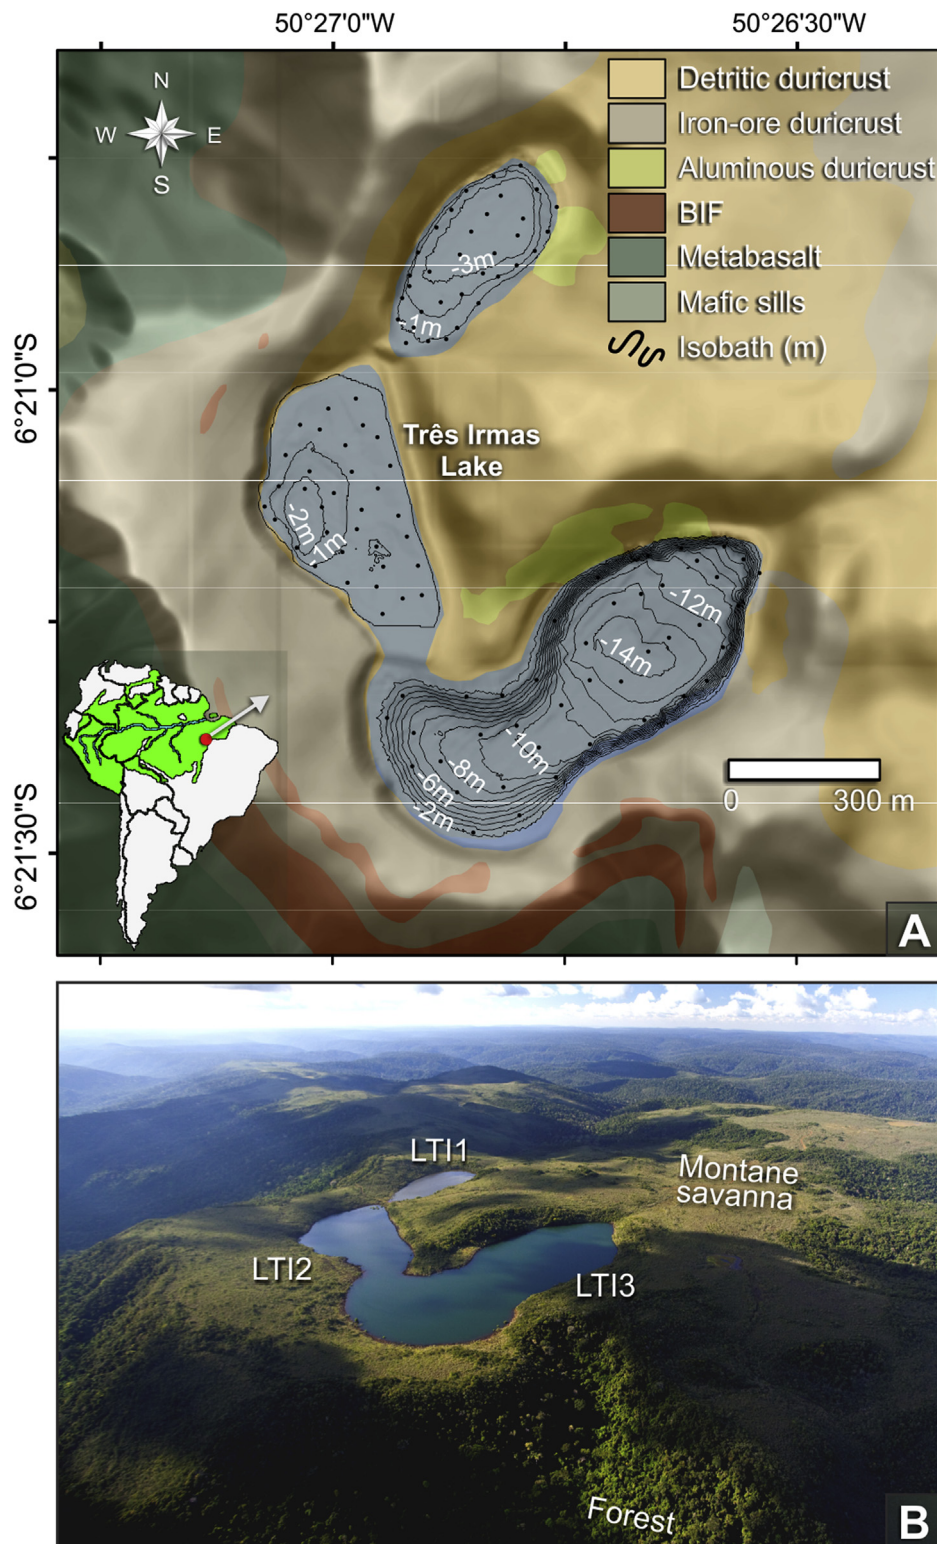 50°27'0"W
50°26'30"W
N
W
E
S
Detritic duricrust
Iron-ore duricrust
Aluminous duricrust
BIF
Metabasalt
Mafic sills
Isobath (m)
-3m
-1m
6°21'0"S
Três Irmas
Lake
-2m
-1m
-12m
-14m
-10m
-8m
-6m
-2m
0
300 m
6°21'30"S
A
LTI1
Montane
savanna
LTI2
LTI3
Forest
B